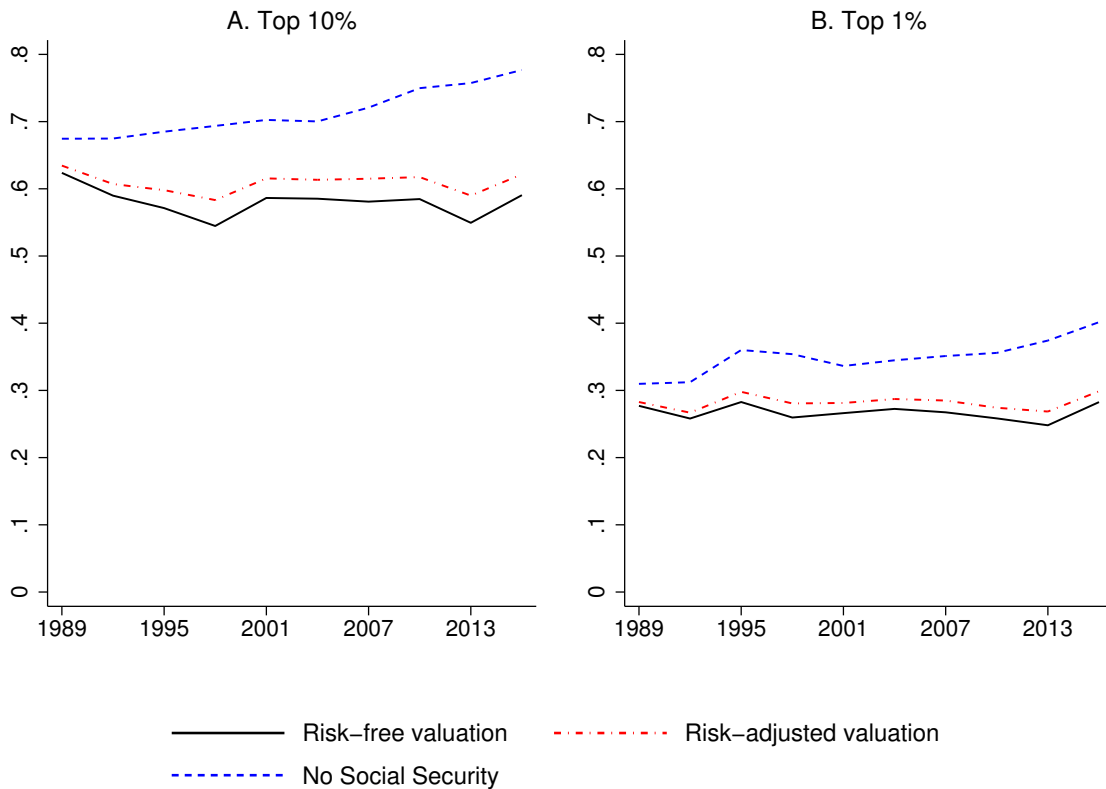 A. Top 10%
.8
.7
.6
.5
.4
.3
.2
.1
0
1989 1995 2001 2007 2013
B. Top 1%
.8
.7
.6
.5
.4
.3
.2
.1
0
1989 1995 2001 2007 2013
Risk−free valuation
Risk−adjusted valuation
No Social Security